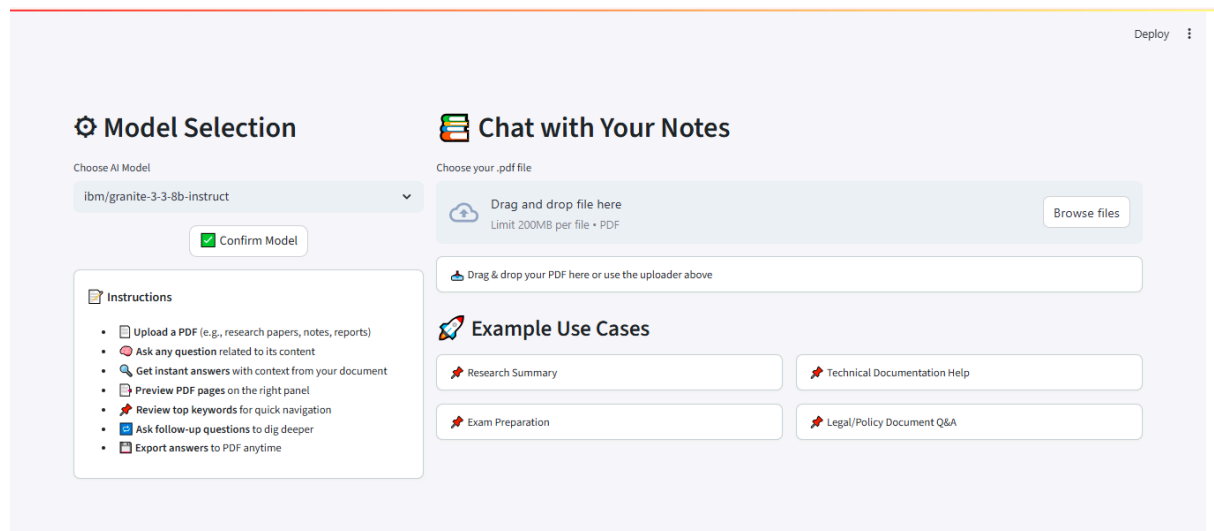 Deploy
⚙ Model Selection
Choose AI Model
ibm/granite-3-3-8b-instruct
✅ Confirm Model
📝 Instructions
• 📄 Upload a PDF (e.g., research papers, notes, reports)
• 🧠 Ask any question related to its content
• 🔍 Get instant answers with context from your document
• 📑 Preview PDF pages on the right panel
• 📌 Review top keywords for quick navigation
• 🔁 Ask follow-up questions to dig deeper
• 💾 Export answers to PDF anytime
📚 Chat with Your Notes
Choose your .pdf file
Drag and drop file here
Limit 200MB per file • PDF
Browse files
📥 Drag & drop your PDF here or use the uploader above
🚀 Example Use Cases
📌 Research Summary
📌 Technical Documentation Help
📌 Exam Preparation
📌 Legal/Policy Document Q&A